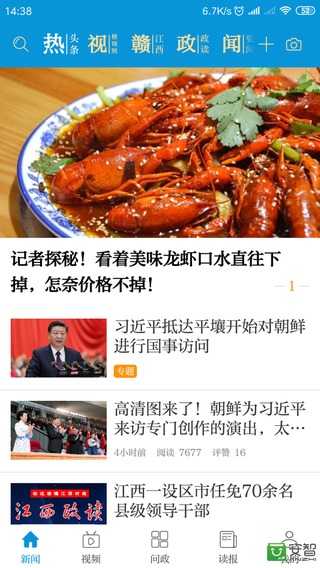 14:38
6.7K/s
52
热 头条 视 赣 江西 政 政读 闻
记者探秘！看着美味龙虾口水直往下
掉，怎奈价格不掉！
1
习近平抵达平壤开始对朝鲜
进行国事访问
专题
高清图来了！朝鲜为习近平
来访专门创作的演出，太…
4小时前 阅读 7677 评赞 16
江西政读
江西一设区市任免70余名
县级领导干部
新闻 视频 问政 读报
安智